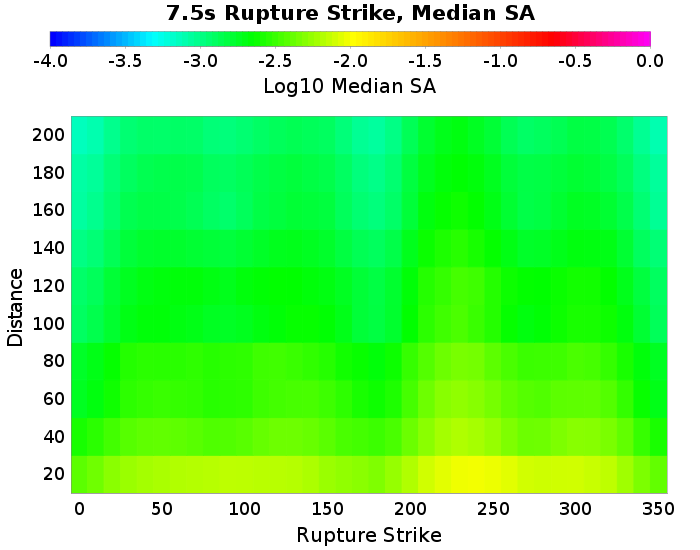 7.5s Rupture Strike, Median SA
-4.0 -3.5 -3.0 -2.5 -2.0 -1.5 -1.0 -0.5 0.0
Log10 Median SA
200
180
160
140
120
100
80
60
40
20
Distance
0 50 100 150 200 250 300 350
Rupture Strike